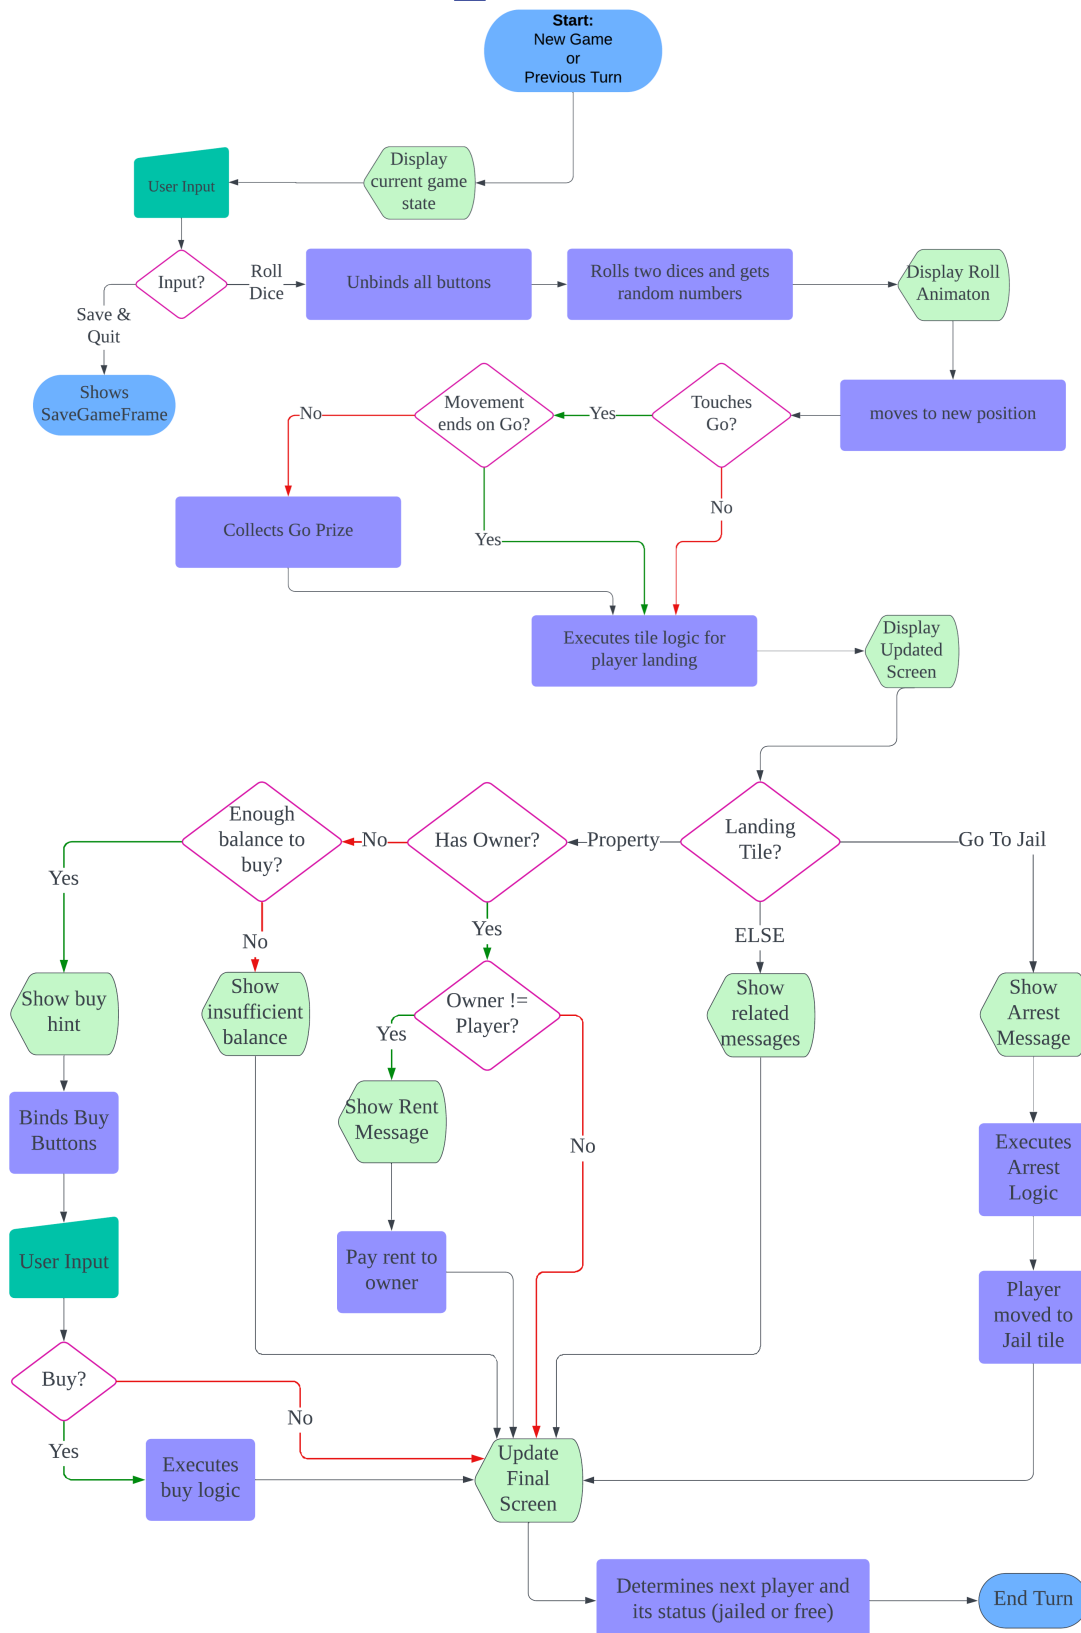 Start:
New Game
or
Previous Turn
Display
current game
state
User Input
Input?
Roll
Dice
Unbinds all buttons
Rolls two dices and gets
random numbers
Display Roll
Animaton
Save &
Quit
Shows
SaveGameFrame
Movement
ends on Go?
Yes
Touches
Go?
moves to new position
No
No
Collects Go Prize
Yes
Executes tile logic for
player landing
Display
Updated
Screen
Enough
balance to
buy?
No
Has Owner?
Property
Landing
Tile?
Go To Jail
Yes
No
Yes
ELSE
Show buy
hint
Show
insufficient
balance
Owner !=
Player?
Yes
Show
related
messages
Show
Arrest
Message
Binds Buy
Buttons
Show Rent
Message
No
Executes
Arrest
Logic
User Input
Pay rent to
owner
Player
moved to
Jail tile
Buy?
No
Yes
Executes
buy logic
Update
Final
Screen
Determines next player and
its status (jailed or free)
End Turn